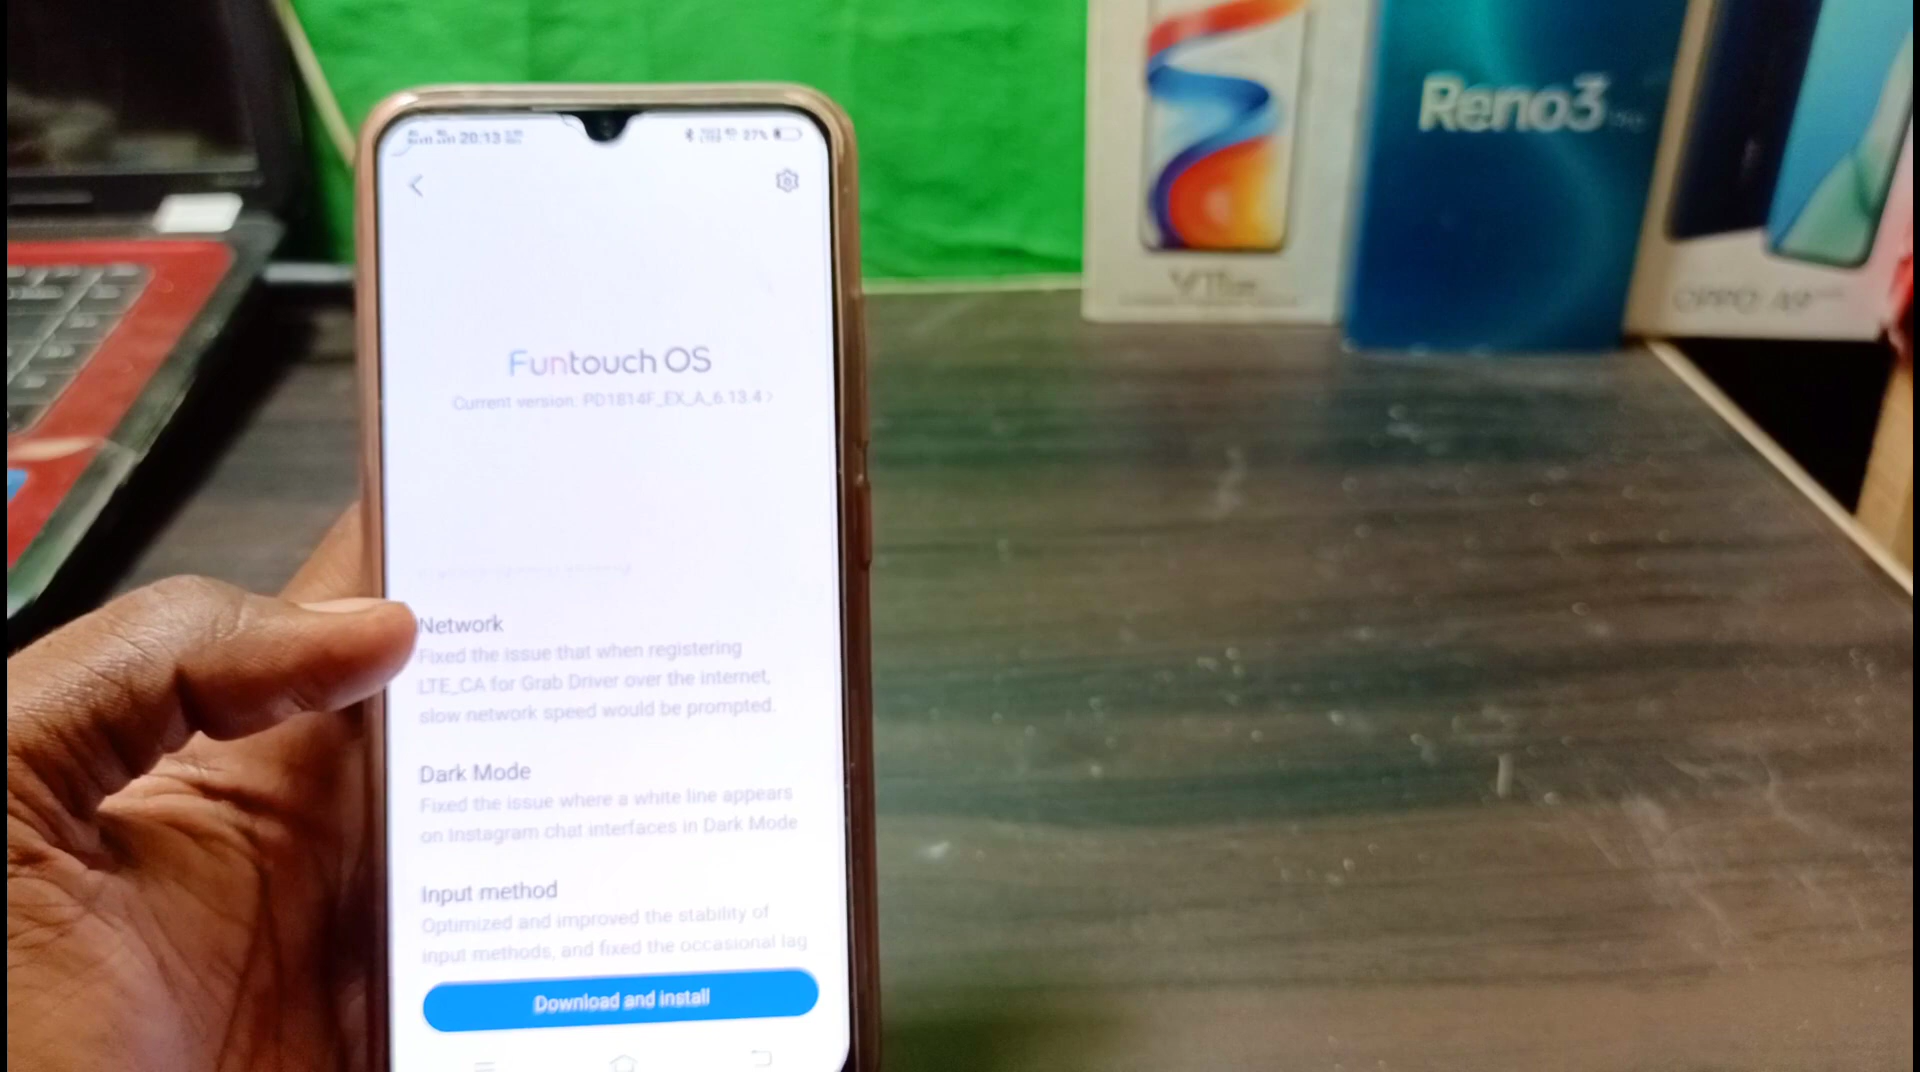 20:13
27%
Funtouch OS
Current version: PD1814F_EX_A_6.13.4 >
Network
Fixed the issue that when registering
LTE_CA for Grab Driver over the internet,
slow network speed would be prompted.
Dark Mode
Fixed the issue where a white line appears
on Instagram chat interfaces in Dark Mode
Input method
Optimized and improved the stability of
input methods, and fixed the occasional lag
Download and install
Reno3
OPPO A9